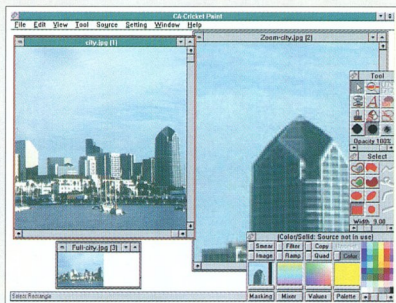 CA-Cricket Paint
File Edit View Tool Source Setting Window Help
city.jpg (1)
Zoom-city.jpg (2)
Tool
Opacity 100%
Select
Width 9.00
Full-city.jpg (3)
(Color/Solid: Source not in use)
Smear Filter Copy
Image Ramp Quad Color
Masking Mixer Values Palette
Select Rectangle